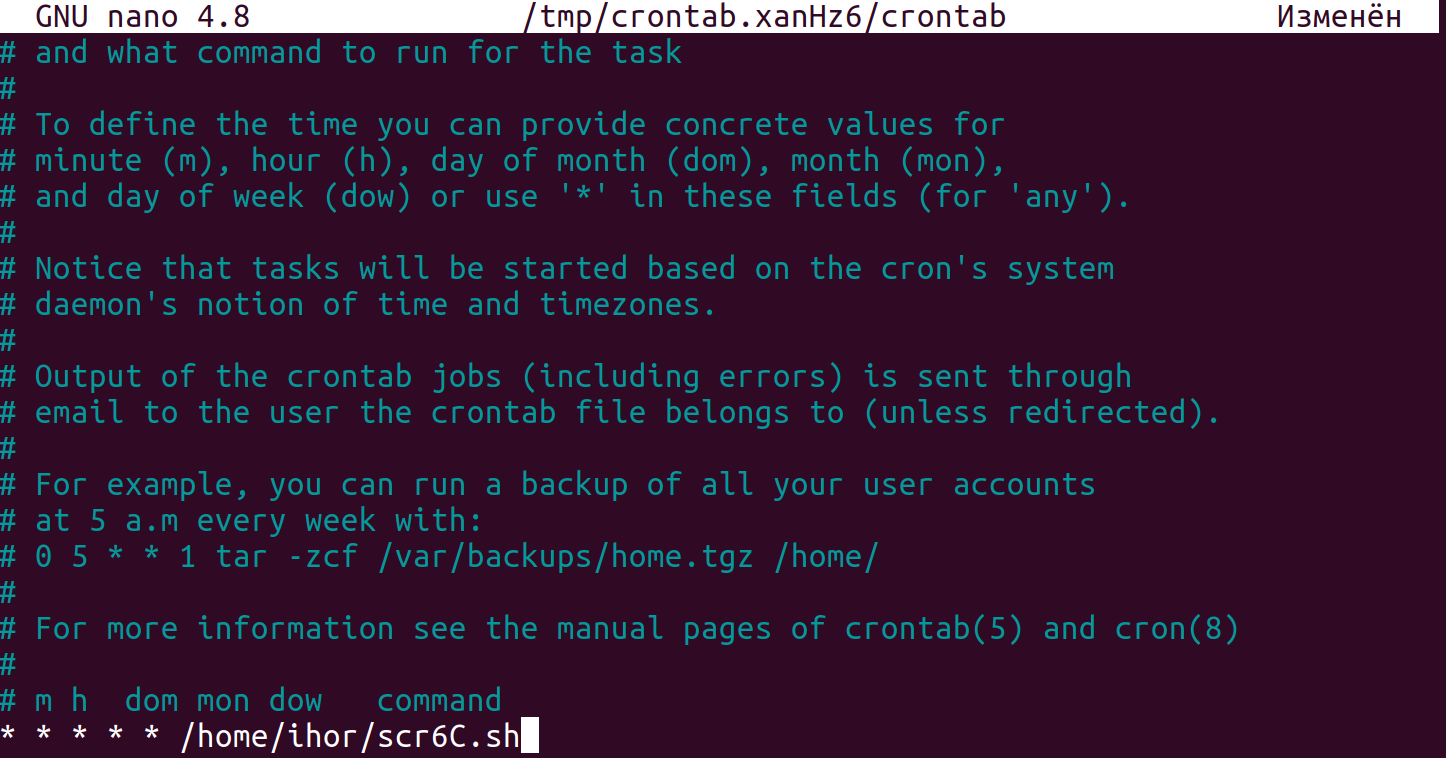 GNU nano 4.8 /tmp/crontab.xanHz6/crontab Изменён
# and what command to run for the task
#
# To define the time you can provide concrete values for
# minute (m), hour (h), day of month (dom), month (mon),
# and day of week (dow) or use '*' in these fields (for 'any').
#
# Notice that tasks will be started based on the cron's system
# daemon's notion of time and timezones.
#
# Output of the crontab jobs (including errors) is sent through
# email to the user the crontab file belongs to (unless redirected).
#
# For example, you can run a backup of all your user accounts
# at 5 a.m every week with:
# 0 5 * * 1 tar -zcf /var/backups/home.tgz /home/
#
# For more information see the manual pages of crontab(5) and cron(8)
#
# m h  dom mon dow   command
* * * * * /home/ihor/scr6C.sh